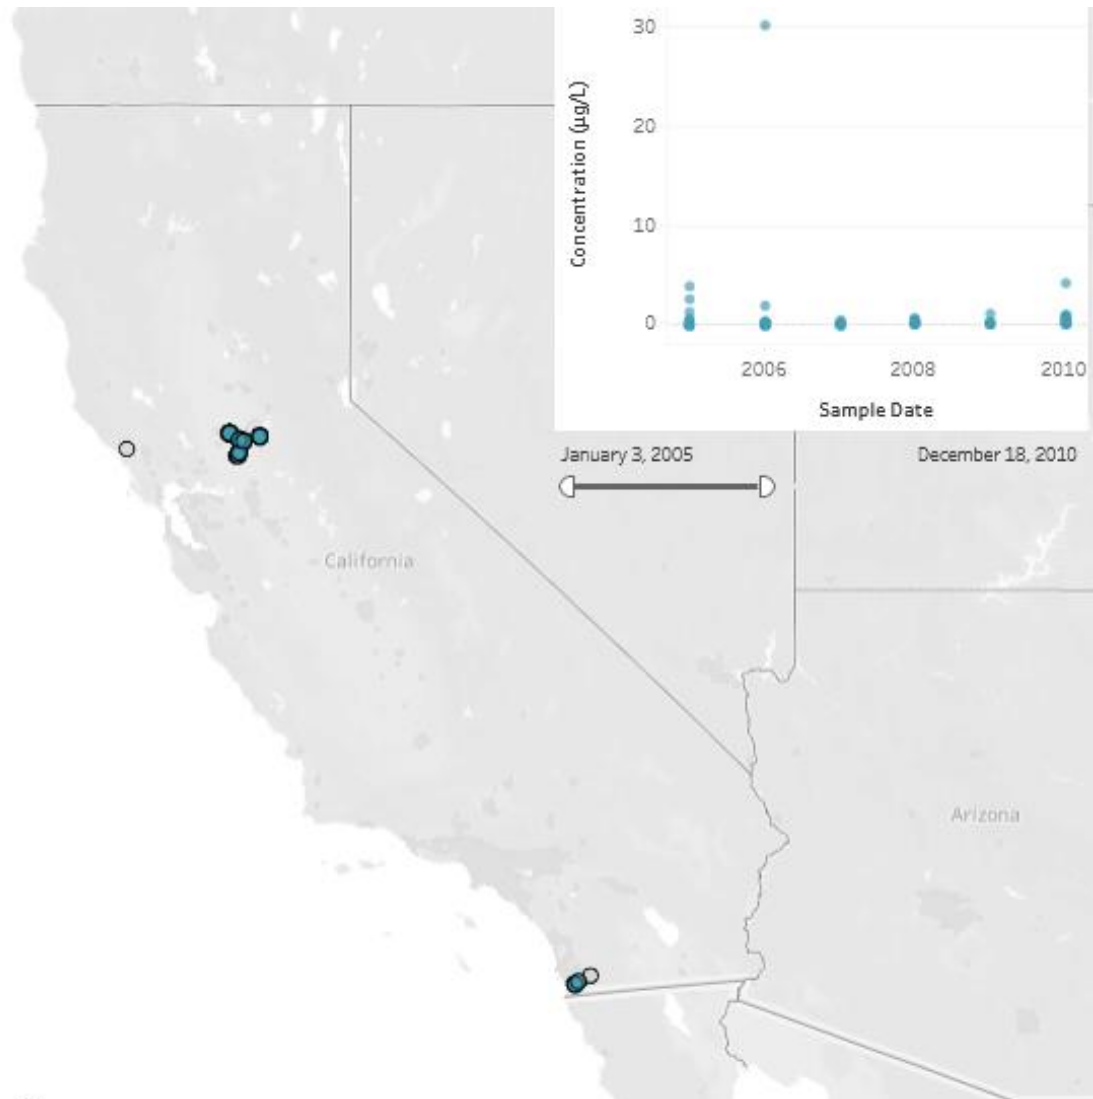 30
20
10
0
Concentration (µg/L)
2006 2008 2010
Sample Date
January 3, 2005 December 18, 2010
California
Arizona